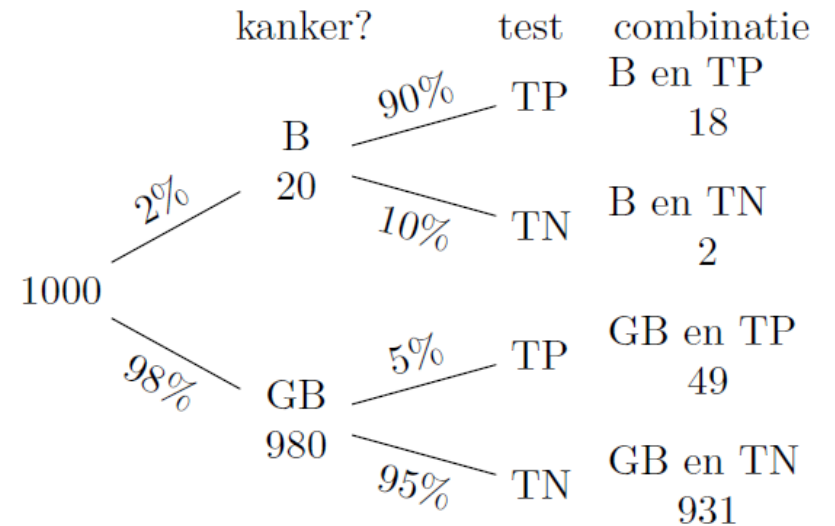 kanker? test combinatie
90% TP B en TP
18
B
20
2%
10% TN B en TN
2
1000
5% TP GB en TP
49
98%
GB
980
95% TN GB en TN
931